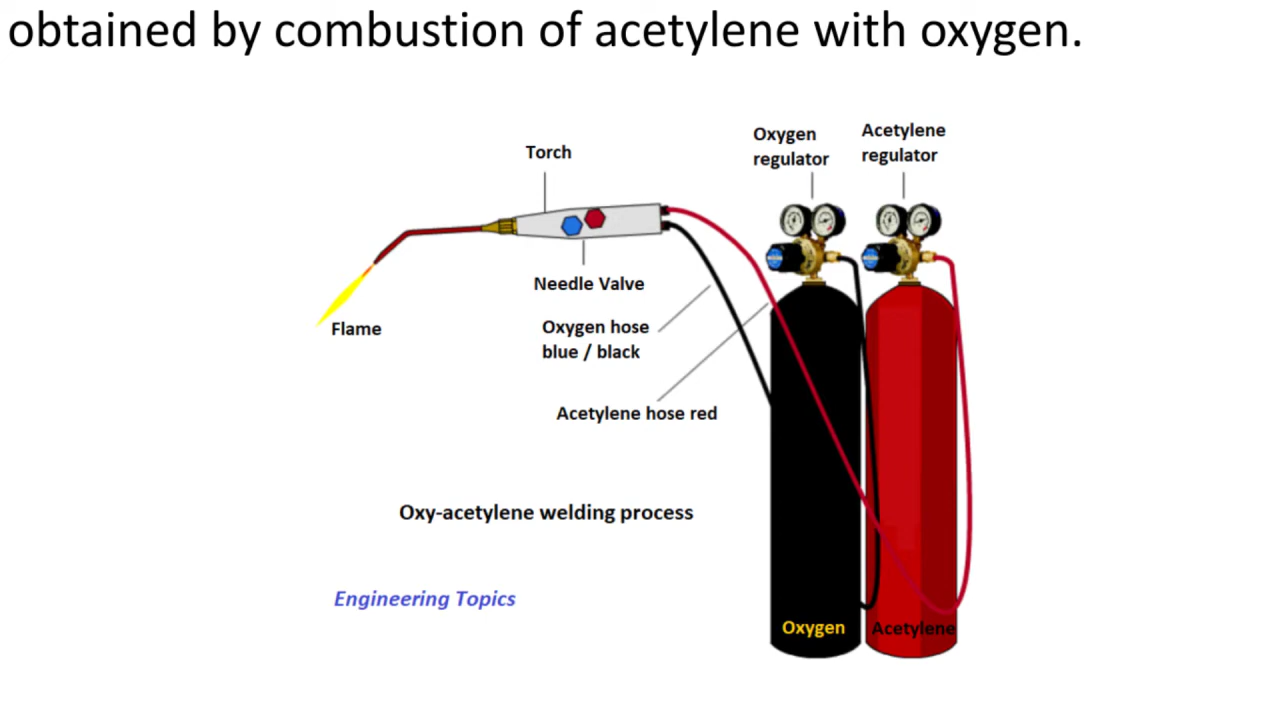 obtained by combustion of acetylene with oxygen.
Oxygen
regulator
Acetylene
regulator
Torch
Needle Valve
Flame
Oxygen hose
blue / black
Acetylene hose red
Oxy-acetylene welding process
Engineering Topics
Oxygen
Acetylene